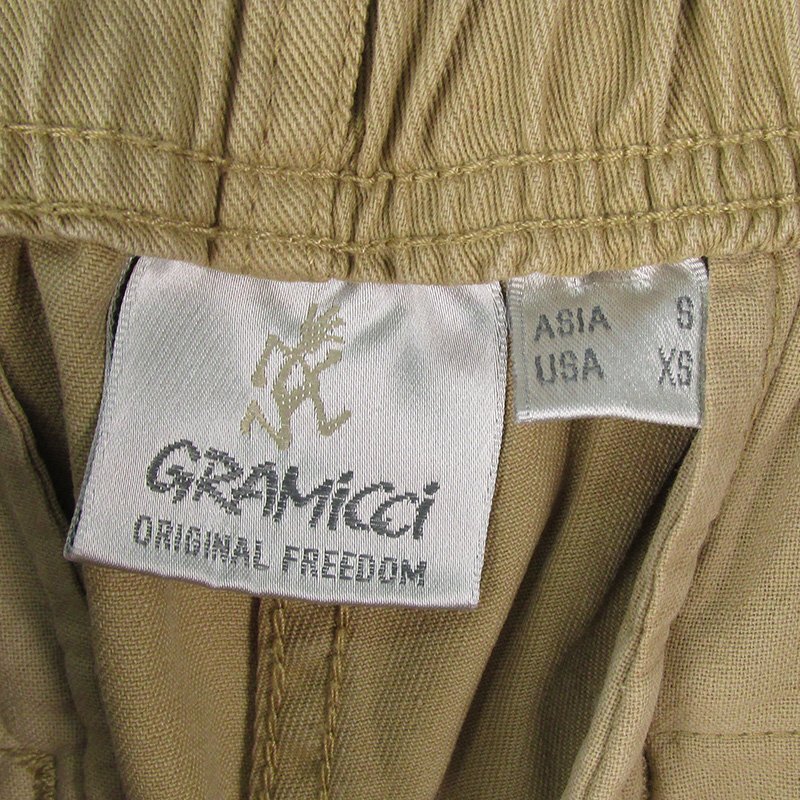 GRAMiCCi
ORIGINAL FREEDOM
ASIA S
USA XS